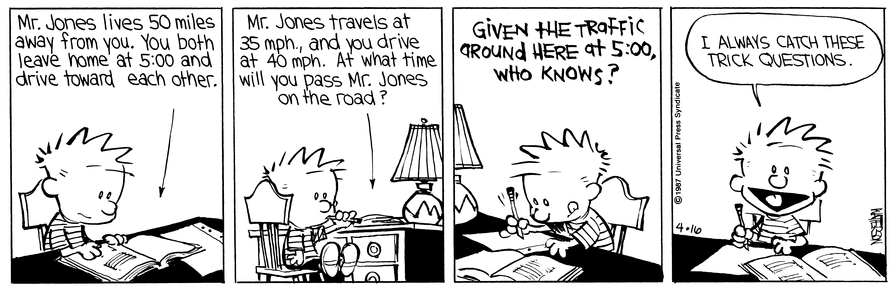 Mr. Jones lives 50 miles
away from you. You both
leave home at 5:00 and
drive toward each other.
Mr. Jones travels at
35 mph., and you drive
at 40 mph. At what time
will you pass Mr. Jones
on the road?
GIVEN THE TRAFFIC
AROUND HERE at 5:00,
WHO KNOWS?
I ALWAYS CATCH THESE
TRICK QUESTIONS.
© 1987 Universal Press Syndicate
4-16
WATTERSON